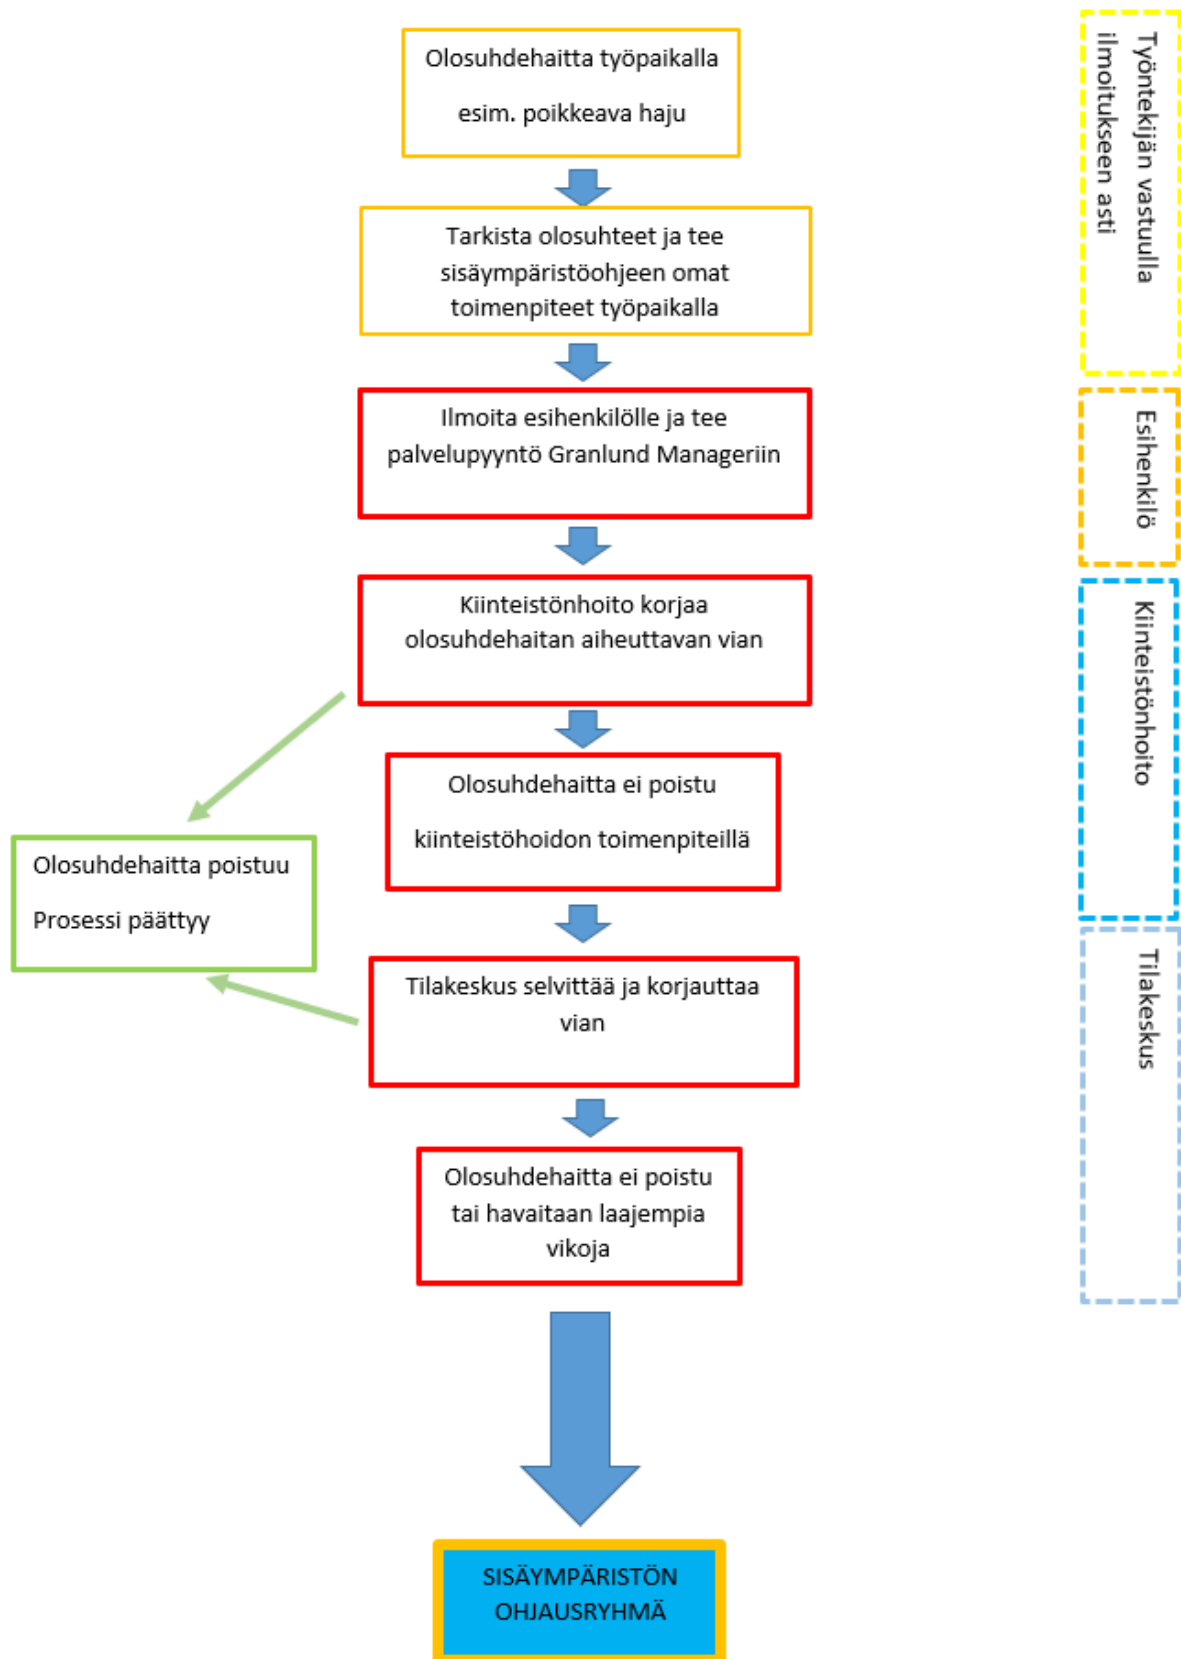 Olosuhdehaitta työpaikalla
esim. poikkeava haju
Tarkista olosuhteet ja tee
sisäympäristöohjeen omat
toimenpiteet työpaikalla
Ilmoita esihenkilölle ja tee
palvelupyyntö Granlund Manageriin
Kiinteistönhoito korjaa
olosuhdehaitan aiheuttavan vian
Olosuhdehaitta ei poistu
kiinteistöhoidon toimenpiteillä
Olosuhdehaitta poistuu
Prosessi päättyy
Tilakeskus selvittää ja korjauttaa
vian
Olosuhdehaitta ei poistu
tai havaitaan laajempia
vikoja
SISÄYMPÄRISTÖN
OHJAUSRYHMÄ
Työntekijän vastuulla
ilmoitukseen asti
Esihenkilö
Kiinteistönhoito
Tilakeskus